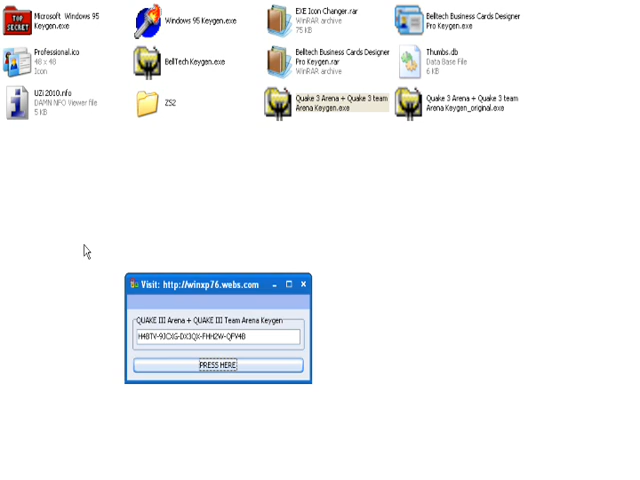 Microsoft Windows 95
Keygen.exe
Windows 95 Keygen.exe
EXE Icon Changer.rar
WinRAR archive
75 KB
Belltech Business Cards Designer
Pro Keygen.exe
TOP
SECRET
Professional.ico
48 x 48
Icon
BellTech Keygen.exe
Belltech Business Cards Designer
Pro Keygen.rar
WinRAR archive
Thumbs.db
Data Base File
6 KB
UZi2010.nfo
DAMN NFO Viewer file
5 KB
ZS2
Quake 3 Arena + Quake 3 team
Arena Keygen.exe
Quake 3 Arena + Quake 3 team
Arena Keygen_original.exe
Visit: http://winxp76.webs.com
QUAKE III Arena + QUAKE III Team Arena Keygen
PRESS HERE